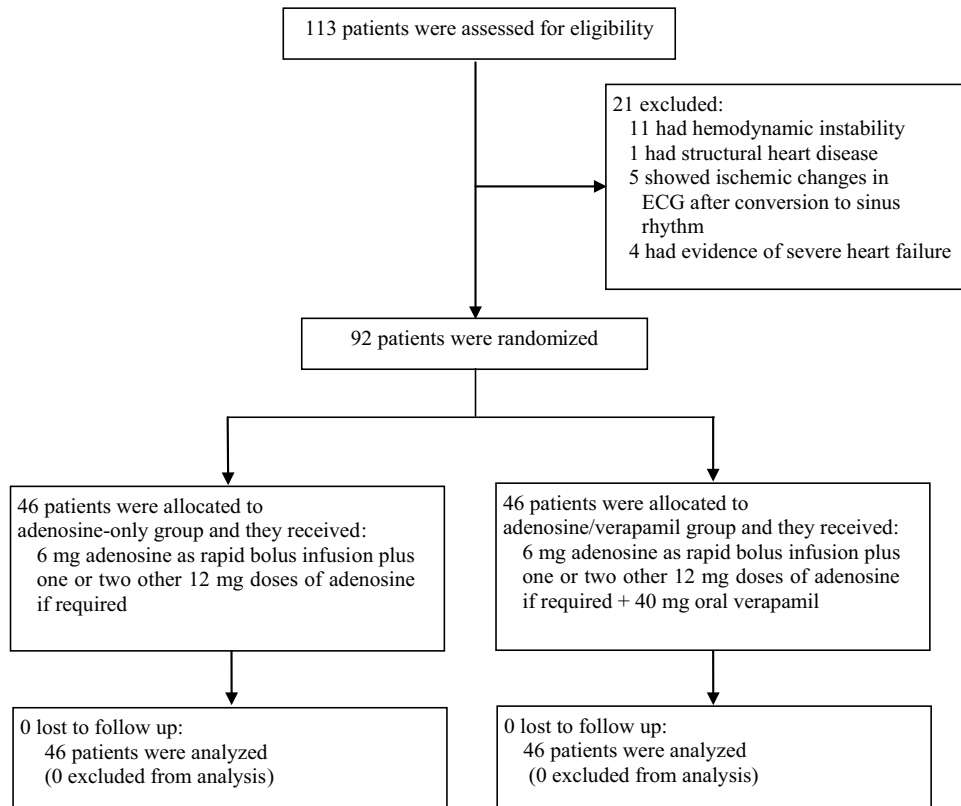 113 patients were assessed for eligibility
21 excluded:
11 had hemodynamic instability
1 had structural heart disease
5 showed ischemic changes in
ECG after conversion to sinus
rhythm
4 had evidence of severe heart failure
92 patients were randomized
46 patients were allocated to
adenosine-only group and they received:
6 mg adenosine as rapid bolus infusion plus
one or two other 12 mg doses of adenosine
if required
46 patients were allocated to
adenosine/verapamil group and they received:
6 mg adenosine as rapid bolus infusion plus
one or two other 12 mg doses of adenosine
if required + 40 mg oral verapamil
0 lost to follow up:
46 patients were analyzed
(0 excluded from analysis)
0 lost to follow up:
46 patients were analyzed
(0 excluded from analysis)